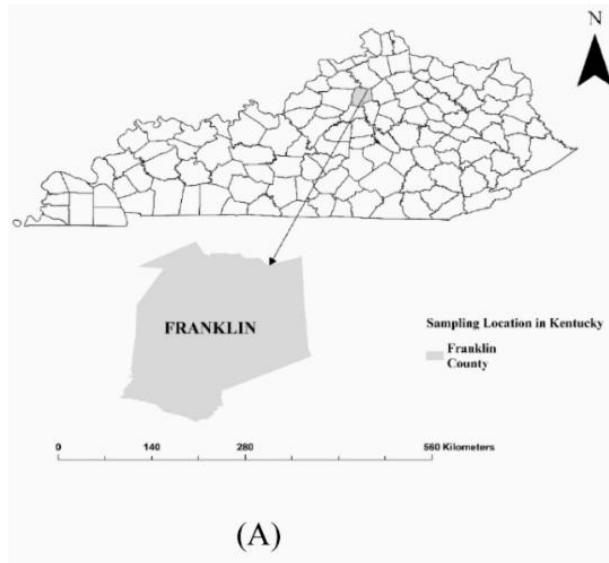 N
FRANKLIN
Sampling Location in Kentucky
Franklin
County
0 140 280 560 Kilometers
(A)